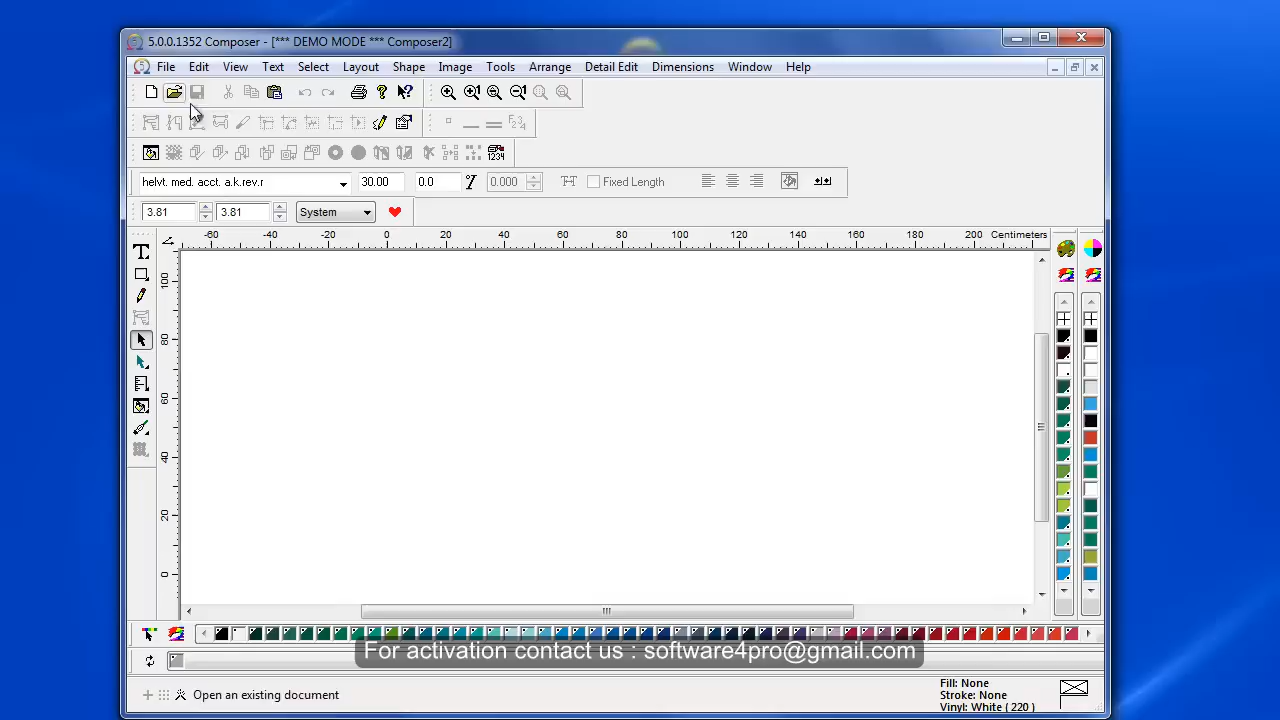 5.0.0.1352 Composer - [*** DEMO MODE *** Composer2]
File Edit View Text Select Layout Shape Image Tools Arrange Detail Edit Dimensions Window Help
1234
helvt. med. acct. a.k.rev.r 30.00 0.0 0.000 Fixed Length
3.81 3.81 System
-60 -40 -20 0 20 40 60 80 100 120 140 160 180 200 Centimeters
100
80
60
40
20
0
For activation contact us : software4pro@gmail.com
Open an existing document
Fill: None
Stroke: None
Vinyl: White ( 220 )